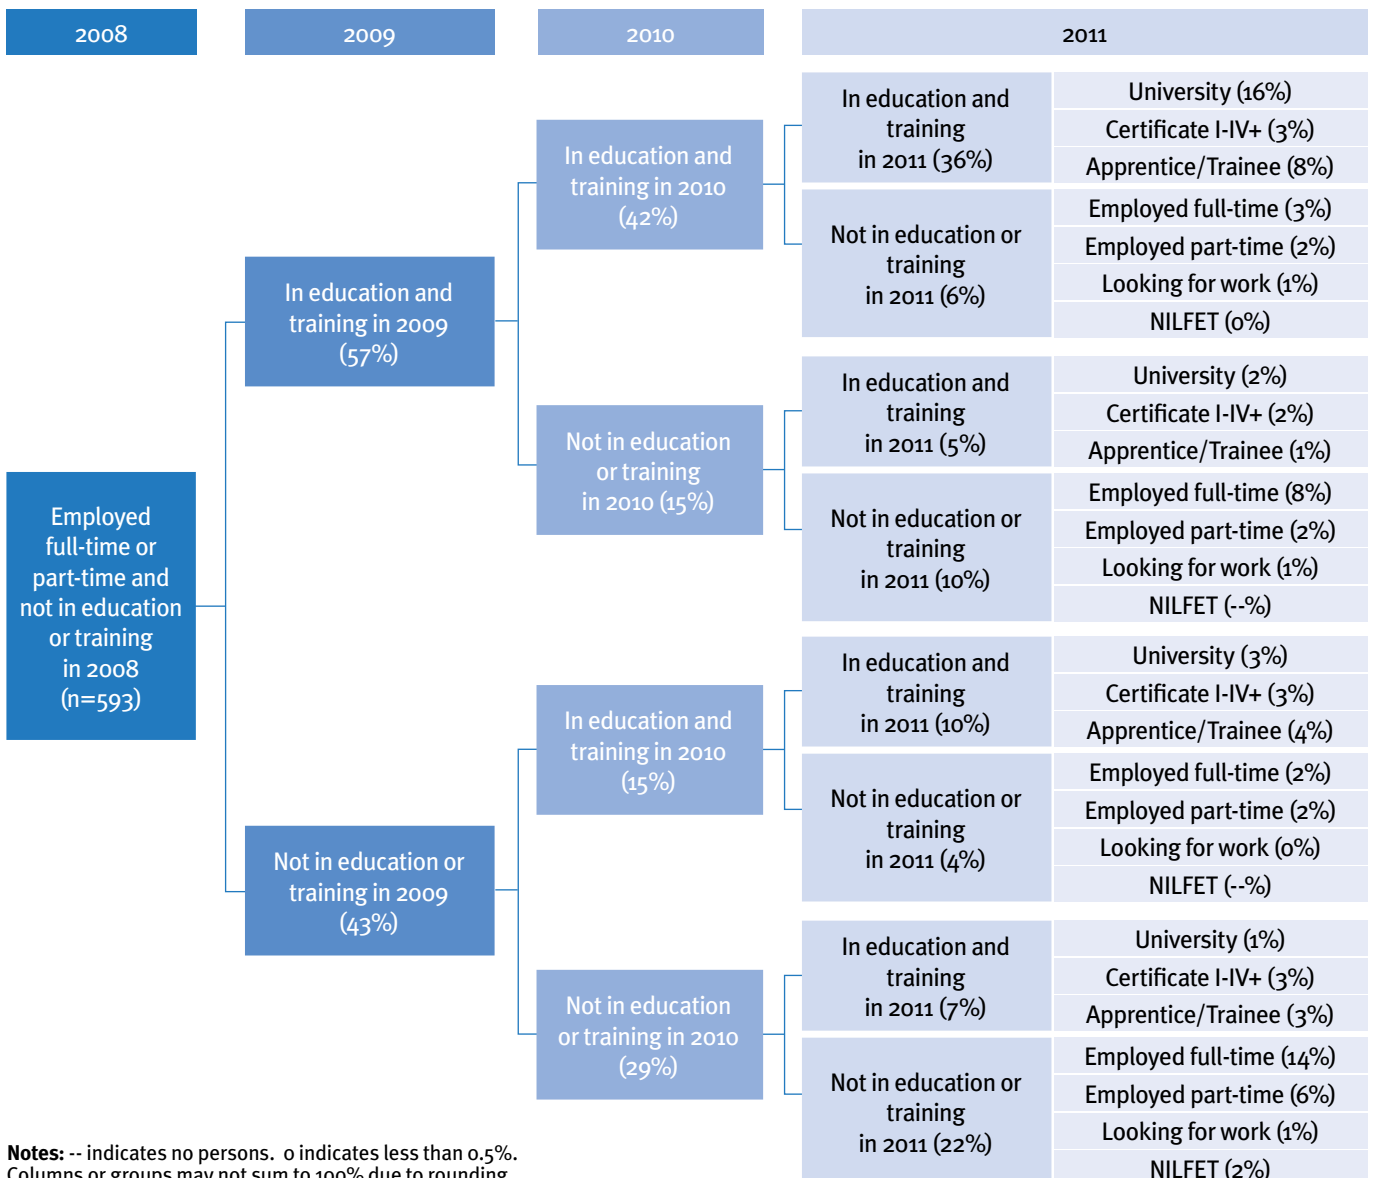 2008
2009
2010
2011
Employed
full-time or
part-time and
not in education
or training
in 2008
(n=593)
In education and
training in 2009
(57%)
Not in education or
training in 2009
(43%)
In education and
training in 2010
(42%)
Not in education
or training
in 2010 (15%)
In education and
training in 2010
(15%)
Not in education
or training in 2010
(29%)
In education and
training
in 2011 (36%)
University (16%)
Certificate I-IV+ (3%)
Apprentice/Trainee (8%)
Not in education or
training
in 2011 (6%)
Employed full-time (3%)
Employed part-time (2%)
Looking for work (1%)
NILFET (0%)
In education and
training
in 2011 (5%)
University (2%)
Certificate I-IV+ (2%)
Apprentice/Trainee (1%)
Not in education or
training
in 2011 (10%)
Employed full-time (8%)
Employed part-time (2%)
Looking for work (1%)
NILFET (--%)
In education and
training
in 2011 (10%)
University (3%)
Certificate I-IV+ (3%)
Apprentice/Trainee (4%)
Not in education or
training
in 2011 (4%)
Employed full-time (2%)
Employed part-time (2%)
Looking for work (0%)
NILFET (--%)
In education and
training
in 2011 (7%)
University (1%)
Certificate I-IV+ (3%)
Apprentice/Trainee (3%)
Not in education or
training
in 2011 (22%)
Employed full-time (14%)
Employed part-time (6%)
Looking for work (1%)
NILFET (2%)
Notes: -- indicates no persons. 0 indicates less than 0.5%.
Columns or groups may not sum to 100% due to rounding.